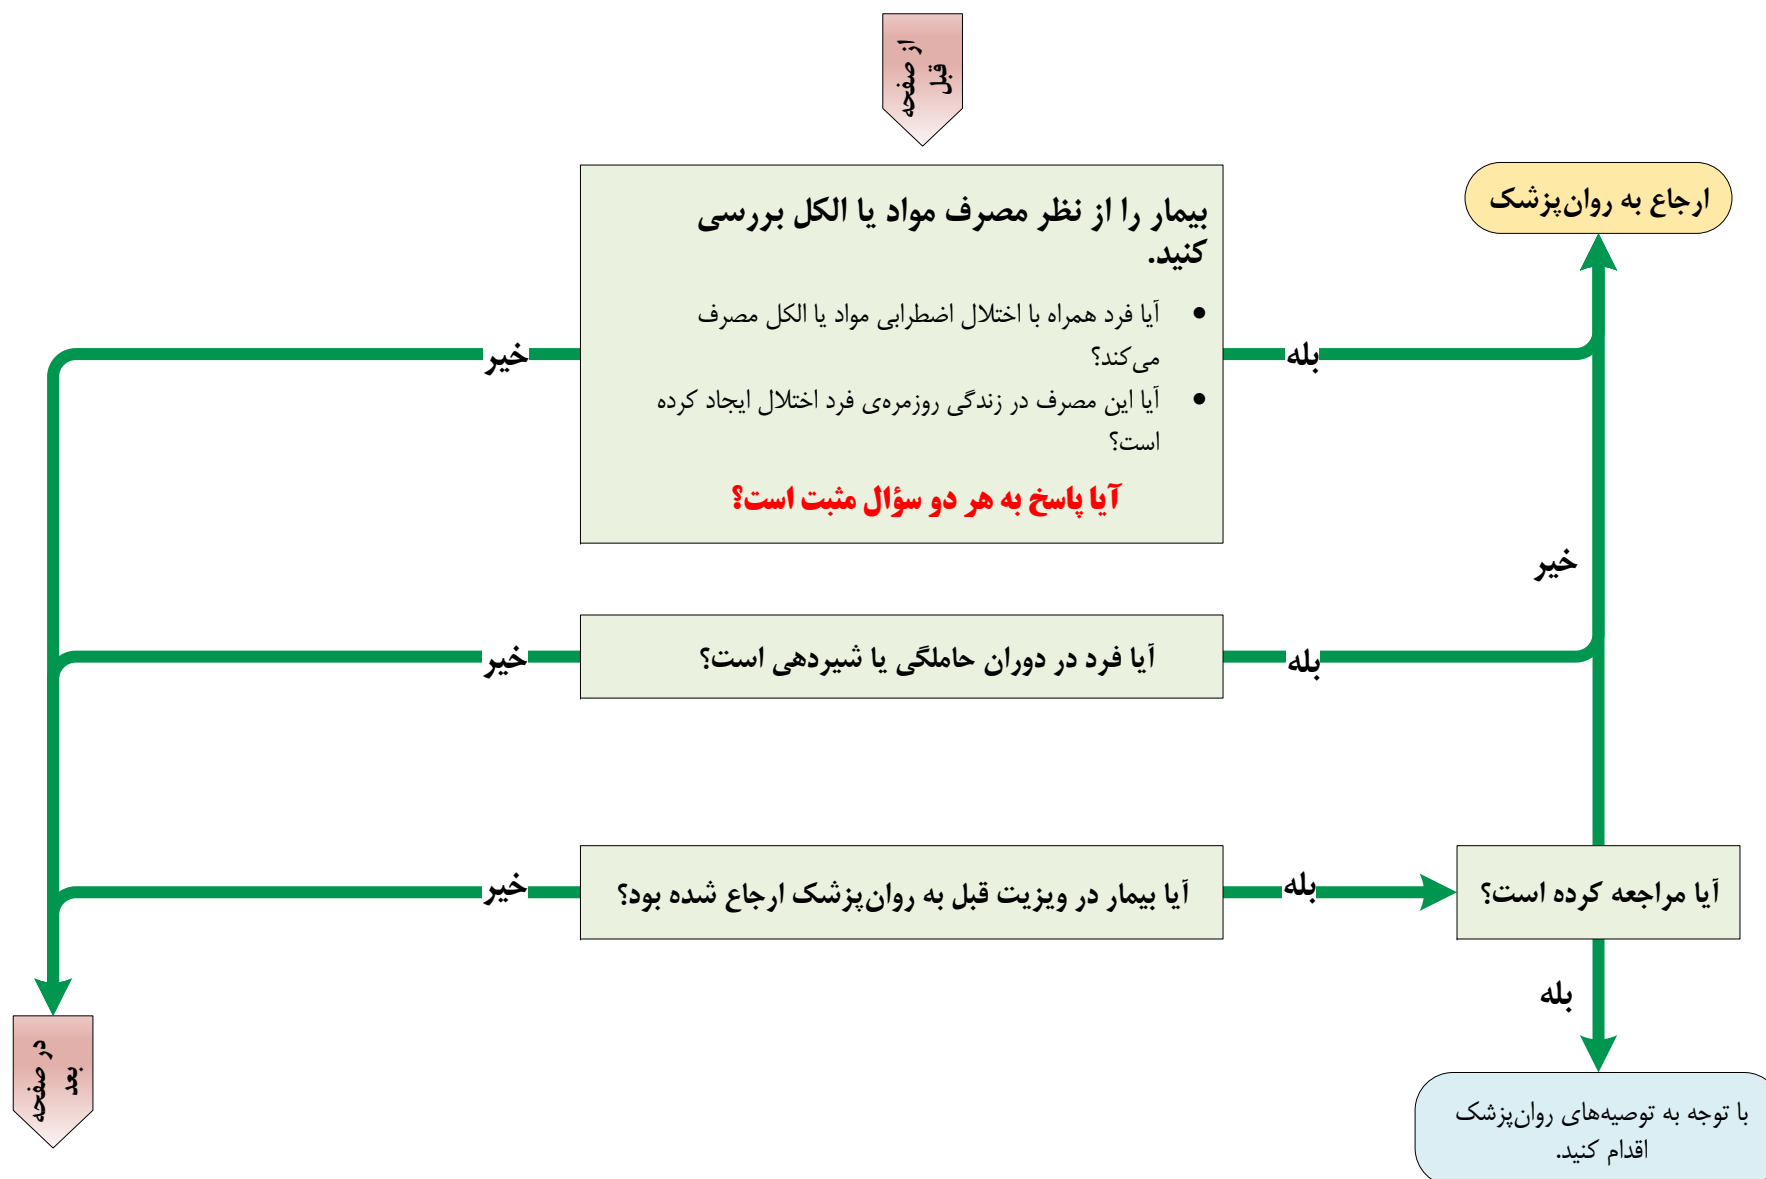 از صفحه
قبل
بیمار را از نظر مصرف مواد یا الکل بررسی
کنید.
ارجاع به روان‌پزشک
• آیا فرد همراه با اختلال اضطرابی مواد یا الکل مصرف
می‌کند؟
• آیا این مصرف در زندگی روزمره‌ی فرد اختلال ایجاد کرده
است؟
آیا پاسخ به هر دو سؤال مثبت است؟
بله
خیر
خیر
آیا فرد در دوران حاملگی یا شیردهی است؟
بله
خیر
آیا بیمار در ویزیت قبل به روان‌پزشک ارجاع شده بود؟
بله
خیر
آیا مراجعه کرده است؟
بله
با توجه به توصیه‌های روان‌پزشک
اقدام کنید.
در صفحه
بعد